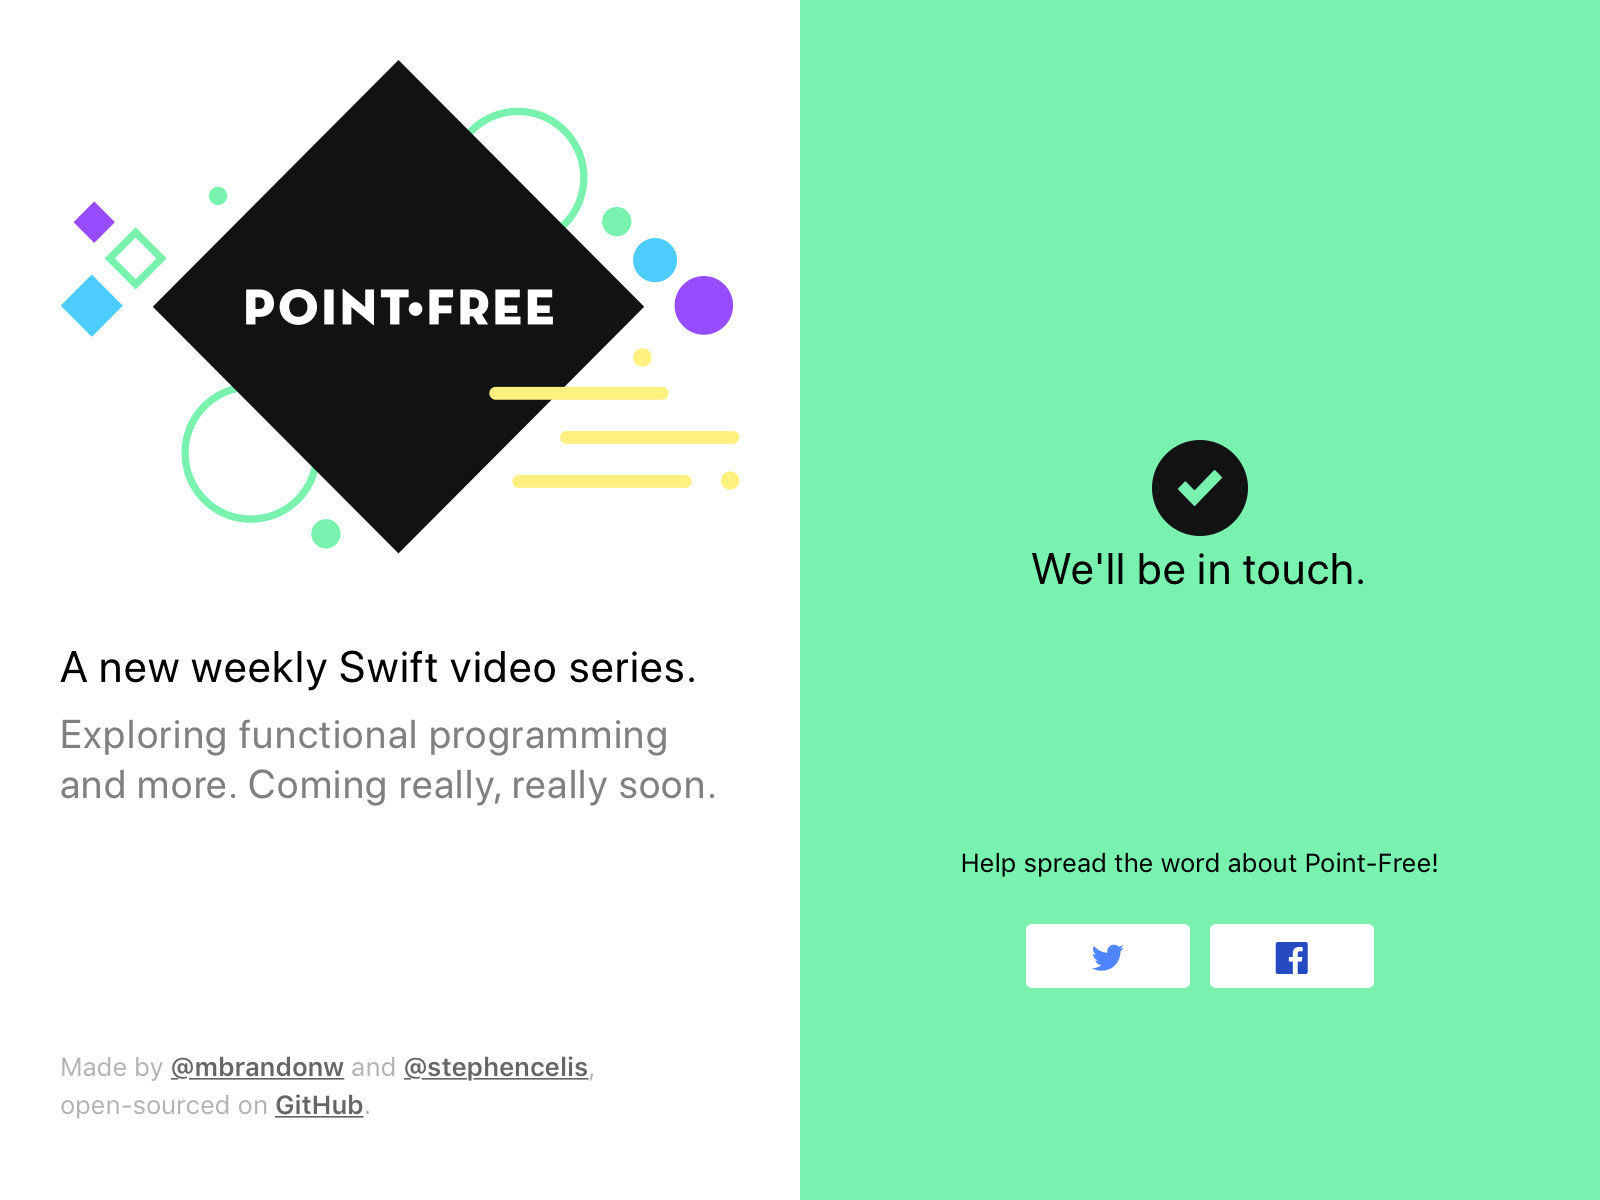 POINT•FREE
A new weekly Swift video series.
Exploring functional programming
and more. Coming really, really soon.
Made by @mbrandonw and @stephencelis,
open-sourced on GitHub.
We'll be in touch.
Help spread the word about Point-Free!